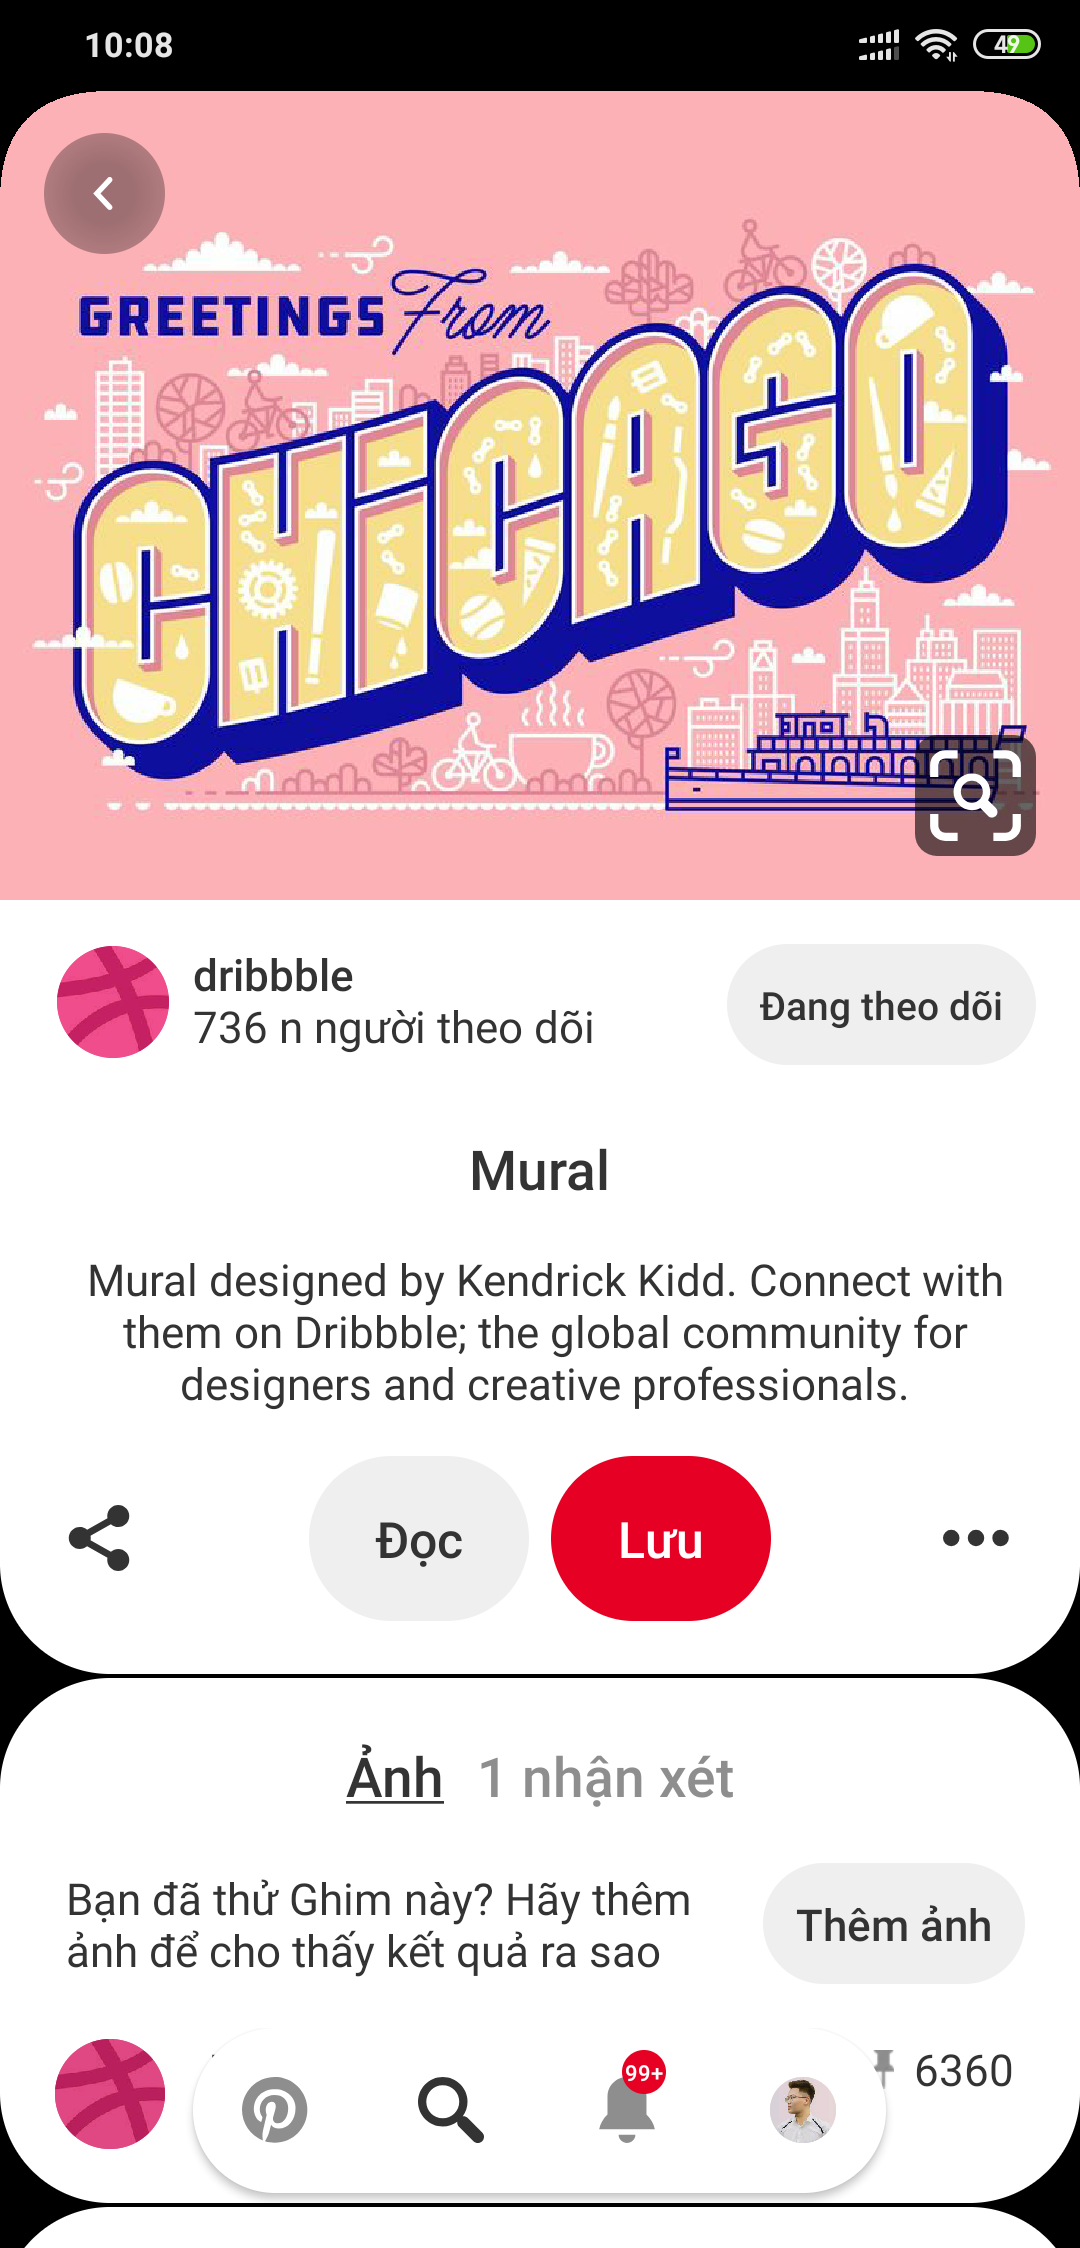 10:08
49
GREETINGS From
CHiCAGO
dribbble
736 n người theo dõi
Đang theo dõi
Mural
Mural designed by Kendrick Kidd. Connect with
them on Dribbble; the global community for
designers and creative professionals.
Đọc
Lưu
Ảnh
1 nhận xét
Bạn đã thử Ghim này? Hãy thêm
ảnh để cho thấy kết quả ra sao
Thêm ảnh
99+
6360